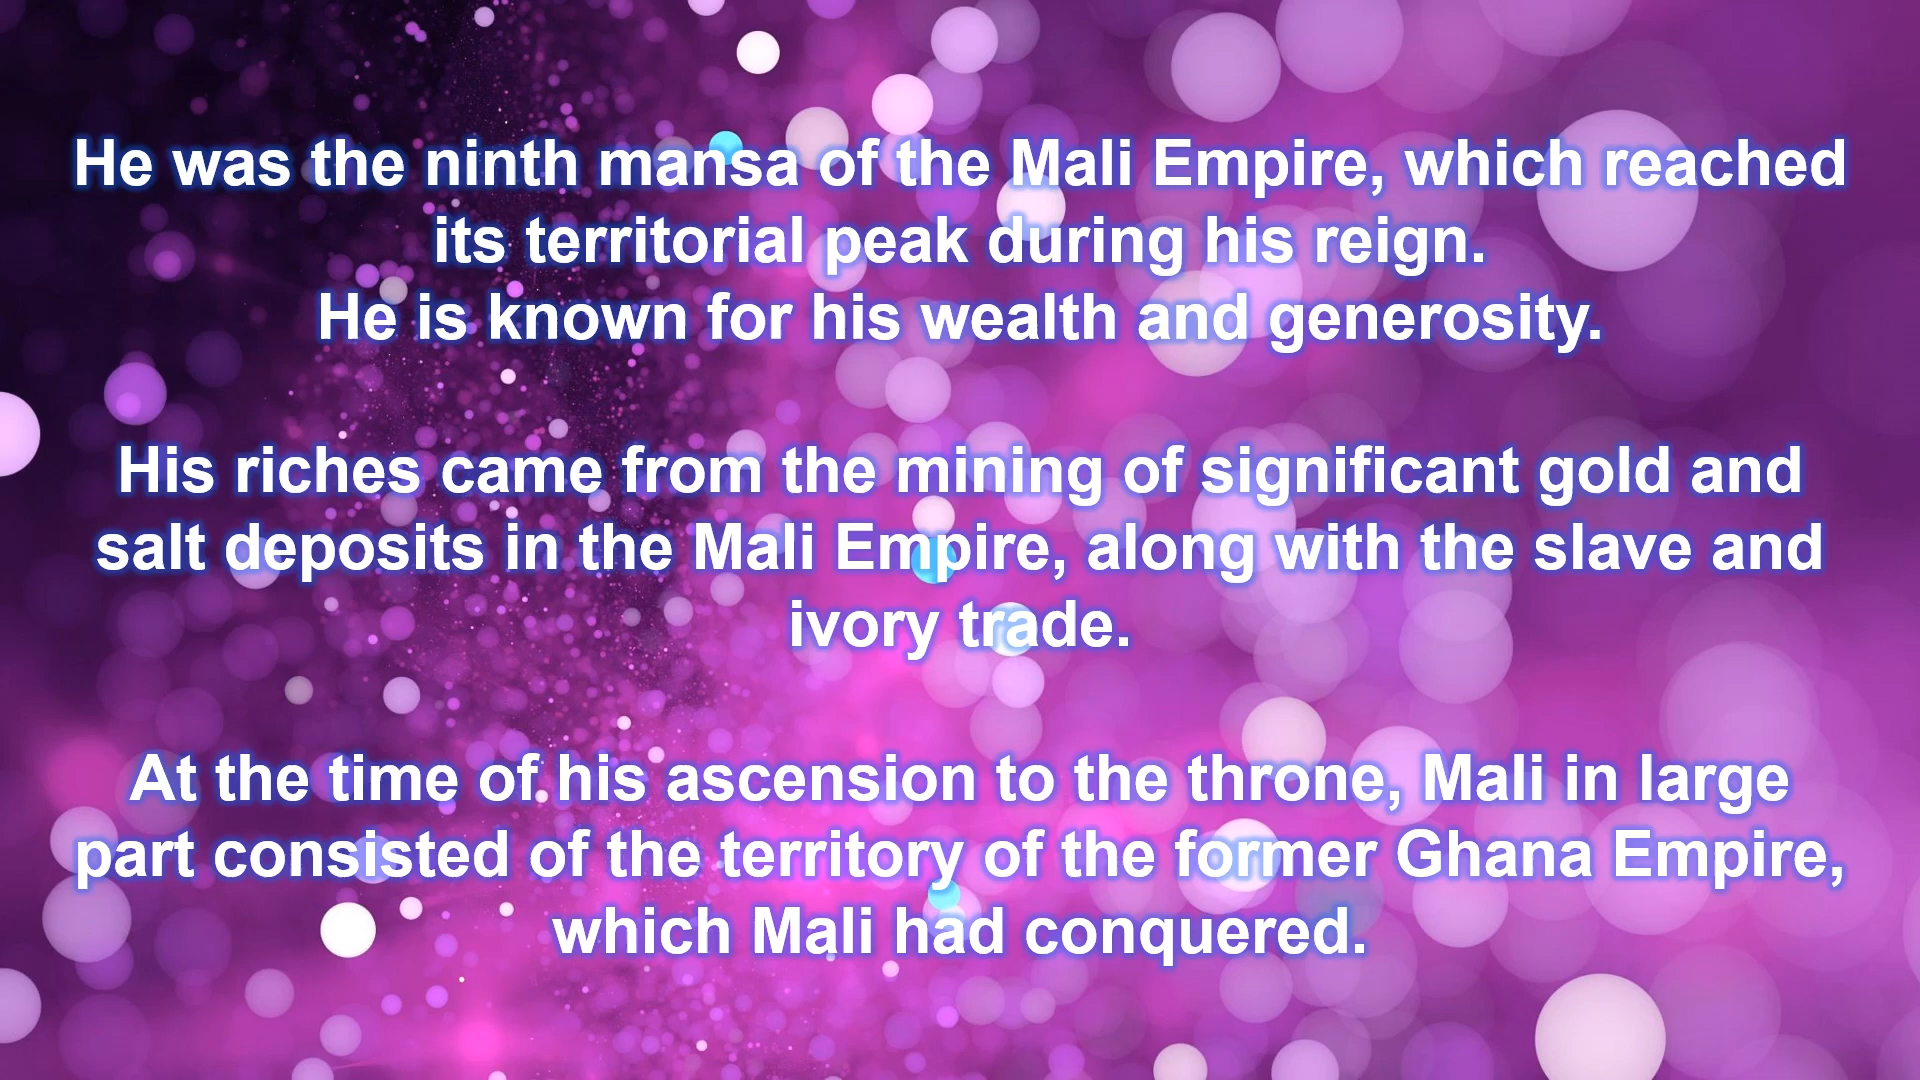 He was the ninth mansa of the Mali Empire, which reached
its territorial peak during his reign.
He is known for his wealth and generosity.
His riches came from the mining of significant gold and
salt deposits in the Mali Empire, along with the slave and
ivory trade.
At the time of his ascension to the throne, Mali in large
part consisted of the territory of the former Ghana Empire,
which Mali had conquered.